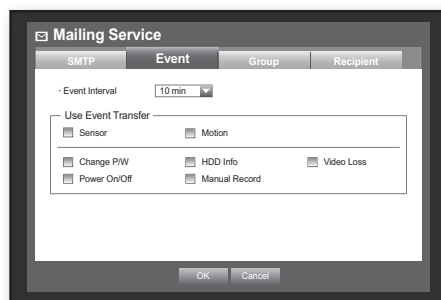 Mailing Service
SMTP Event Group Recipient
· Event Interval 10 min
Use Event Transfer
Sensor Motion
Change P/W HDD Info Video Loss
Power On/Off Manual Record
OK Cancel